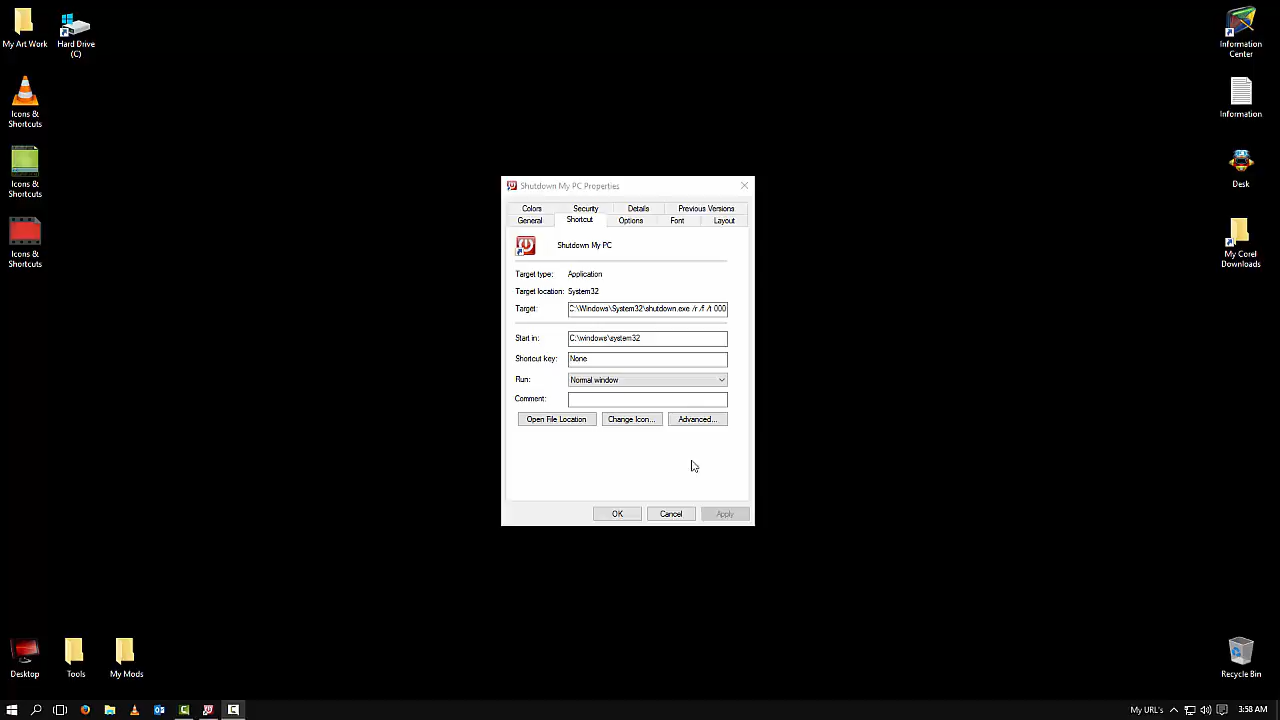 My Art Work
Hard Drive
(C)
Information
Center
Icons &
Shortcuts
Information
Icons &
Shortcuts
Desk
Icons &
Shortcuts
My Corel
Downloads
Shutdown My PC Properties
Colors
Security
Details
Previous Versions
General
Shortcut
Options
Font
Layout
Shutdown My PC
Target type: Application
Target location: System32
Target: C:\Windows\System32\shutdown.exe /r /f /t 000
Start in: C:\windows\system32
Shortcut key: None
Run: Normal window
Comment:
Open File Location
Change Icon...
Advanced...
OK
Cancel
Apply
Desktop
Tools
My Mods
Recycle Bin
My URL's
3:58 AM